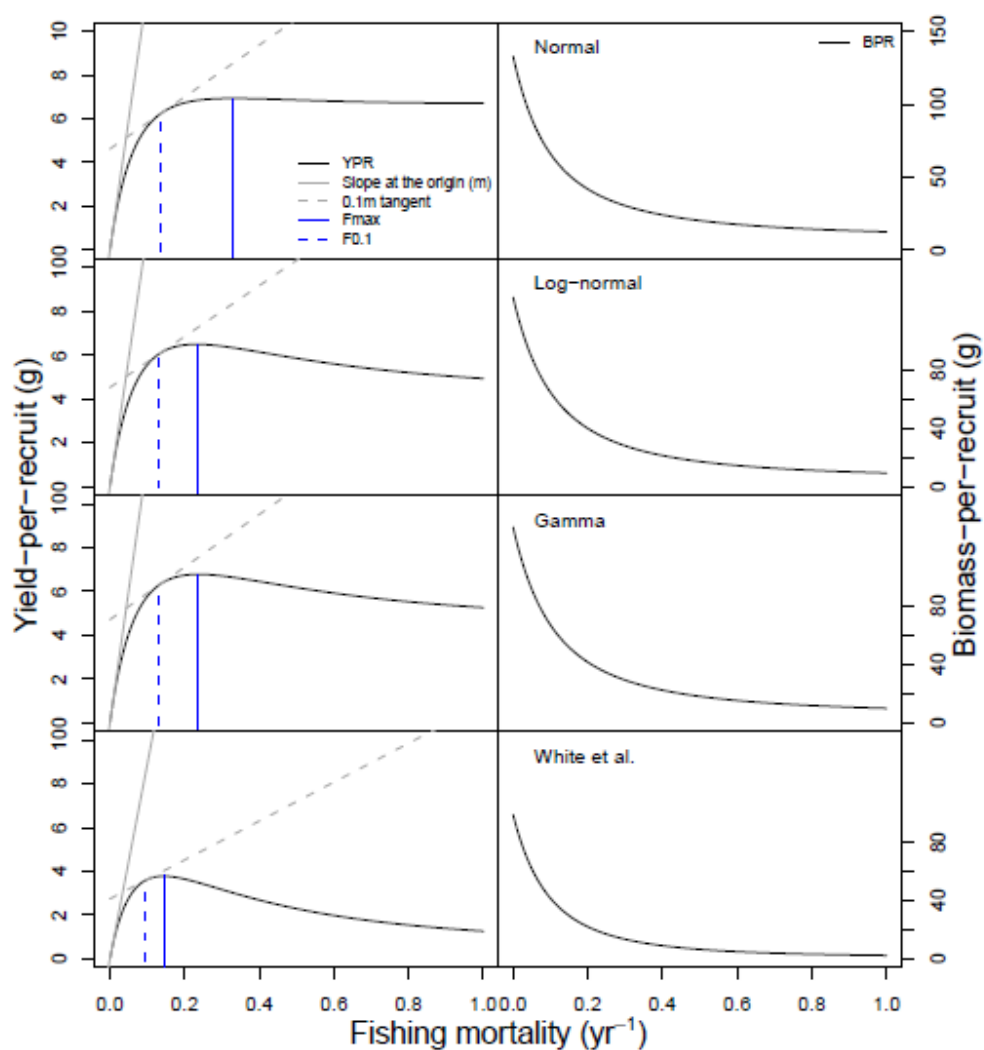 Yield−per−recruit (g)
0 2 4 6 8 10
YPR
Slope at the origin (m)
0.1m tangent
Fmax
F0.1
Normal
BPR
0 50 100 150
0 2 4 6 8 10
Log−normal
0 40 80
0 2 4 6 8 10
Gamma
0 40 80
0 2 4 6 8 10
White et al.
0 40 80
Biomass−per−recruit (g)
0.0 0.2 0.4 0.6 0.8 1.0
0.0 0.2 0.4 0.6 0.8 1.0
Fishing mortality (yr⁻¹)